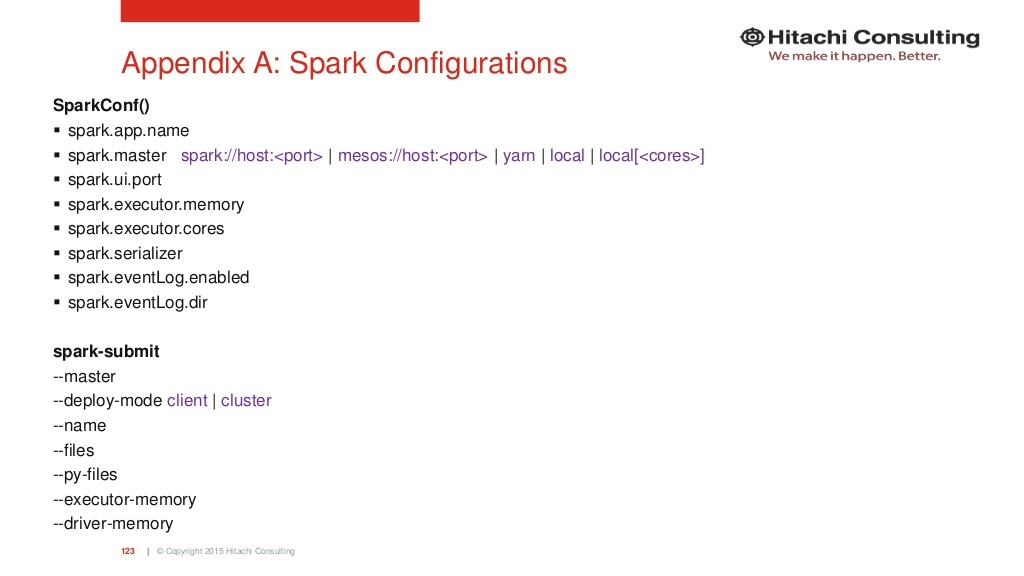 Hitachi Consulting
We make it happen. Better.
Appendix A: Spark Configurations
SparkConf()
▪ spark.app.name
▪ spark.master spark://host:<port> | mesos://host:<port> | yarn | local | local[<cores>]
▪ spark.ui.port
▪ spark.executor.memory
▪ spark.executor.cores
▪ spark.serializer
▪ spark.eventLog.enabled
▪ spark.eventLog.dir
spark-submit
--master
--deploy-mode client | cluster
--name
--files
--py-files
--executor-memory
--driver-memory
123 | © Copyright 2015 Hitachi Consulting